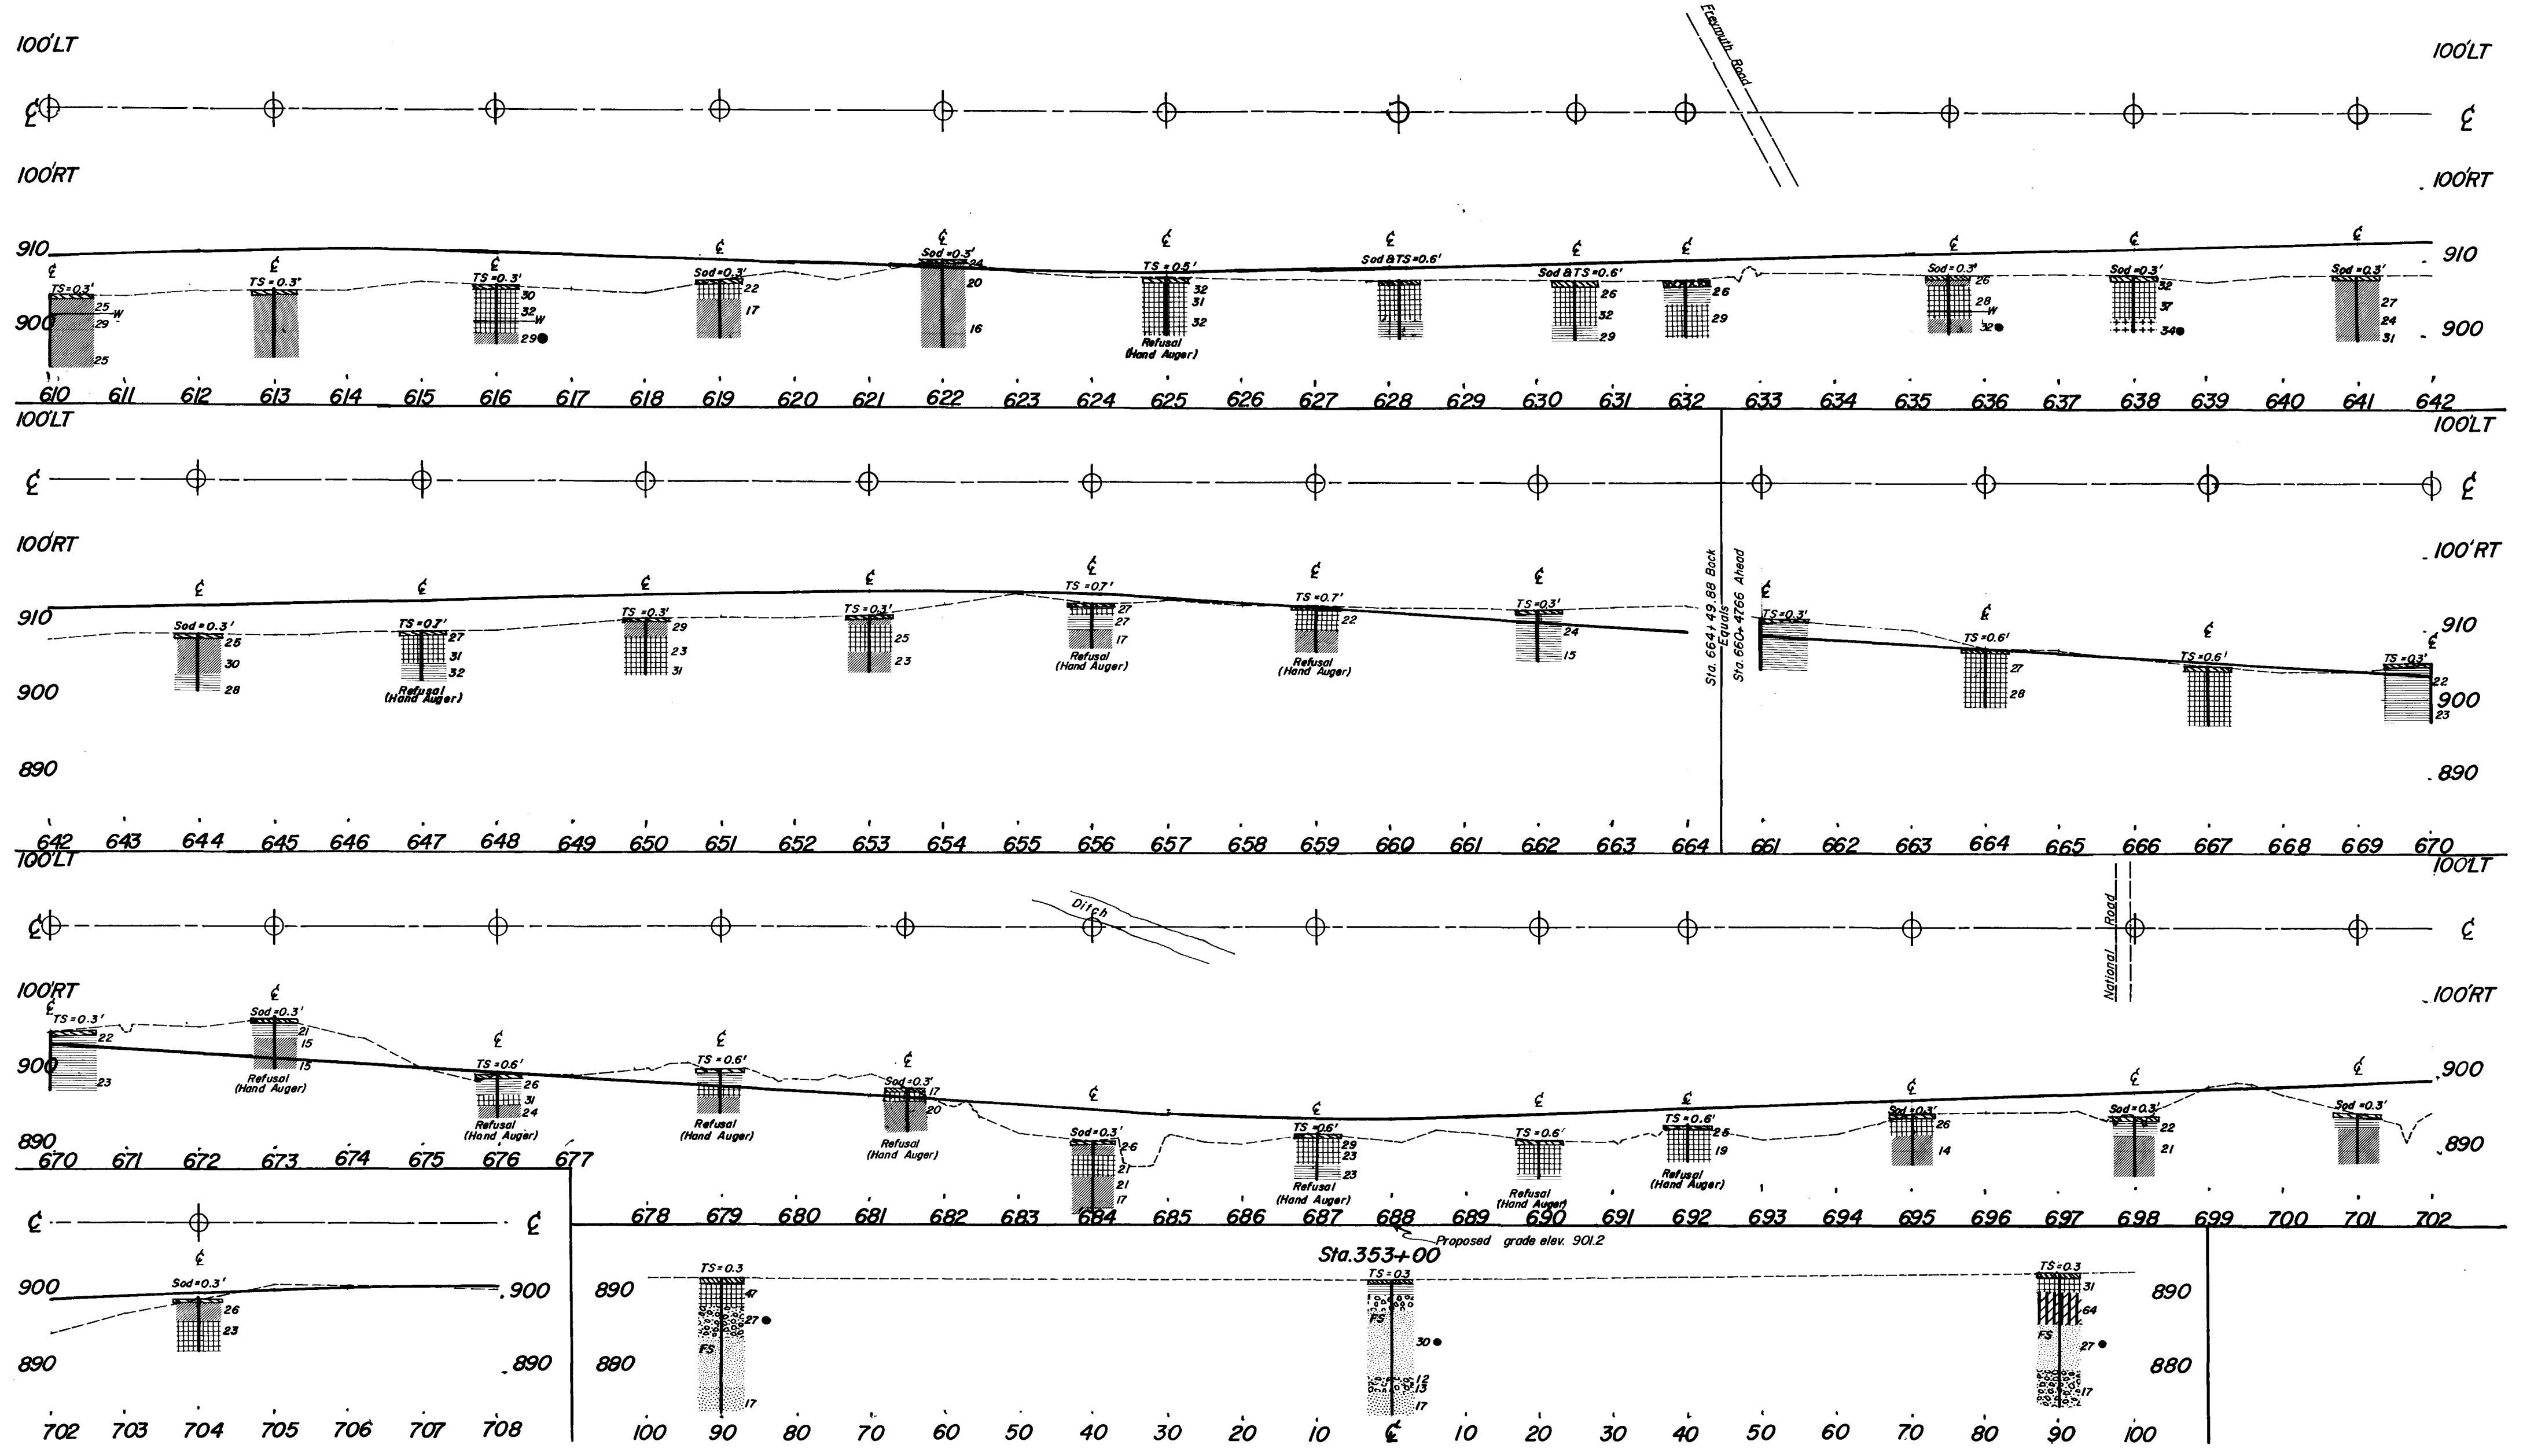 100'LT 100'LT
Freymuth Road
℄ ℄
100'RT 100'RT
910 ℄ ℄ ℄ ℄ ℄ ℄ ℄ ℄ ℄ ℄ ℄ ℄ 910
TS=0.3' TS=0.3' TS=0.3' Sod=0.3' Sod=0.3' TS=0.5' Sod &TS=0.6' Sod &TS=0.6' Sod=0.3' Sod=0.3' Sod=0.3'
25 W 29 25
30 32 W 29
22 17
24 20 16
32 31 32
Refusal
(Hand Auger)
26 32 29
26 29
26 28 W 32
32 37 34
27 24 31
900 900
610 611 612 613 614 615 616 617 618 619 620 621 622 623 624 625 626 627 628 629 630 631 632 633 634 635 636 637 638 639 640 641 642
100'LT 100'LT
℄ ℄
100'RT 100'RT
Sta. 664+49.88 Back
Equals
Sta. 660+47.66 Ahead
℄ ℄ ℄ ℄ ℄ ℄ ℄ ℄ ℄ ℄ ℄
910 910
Sod=0.3' TS=0.7' TS=0.3' TS=0.3' TS=0.7' TS=0.7' TS=0.3' TS=0.3' TS=0.6' TS=0.6' TS=0.3'
25 30 28
27 31 32
Refusal
(Hand Auger)
29 23 31
25 23
27 27 17
Refusal
(Hand Auger)
22
Refusal
(Hand Auger)
24 15
27 28
22 23
900 900
890 890
642 643 644 645 646 647 648 649 650 651 652 653 654 655 656 657 658 659 660 661 662 663 664 661 662 663 664 665 666 667 668 669 670
100'LT 100'LT
Ditch
National Road
℄ ℄
100'RT 100'RT
℄ ℄ ℄ ℄ ℄ ℄ ℄ ℄ ℄ ℄ ℄ ℄
TS=0.3' Sod=0.3' TS=0.6' TS=0.6' Sod=0.3' Sod=0.3' TS=0.6' TS=0.6' TS=0.6' Sod=0.3' Sod=0.3' Sod=0.3'
900 900
22 23
21 15 15
Refusal
(Hand Auger)
26 31 24
Refusal
(Hand Auger)
Refusal
(Hand Auger)
17 20
Refusal
(Hand Auger)
26 21 21 17
29 23 23
Refusal
(Hand Auger)
Refusal
(Hand Auger)
25 19
Refusal
(Hand Auger)
26 14
22 21
890 890
670 671 672 673 674 675 676 677
678 679 680 681 682 683 684 685 686 687 688 689 690 691 692 693 694 695 696 697 698 699 700 701 702
℄ ℄
℄
900 Sod=0.3' 900
26
23
890 890
702 703 704 705 706 707 708
Proposed grade elev. 901.2
Sta.353+00
TS=0.3 TS=0.3 TS=0.3
890 890
47 27 FS 17
FS 30 12 13 17
31 64 FS 27 17
880 880
100 90 80 70 60 50 40 30 20 10 ℄ 10 20 30 40 50 60 70 80 90 100